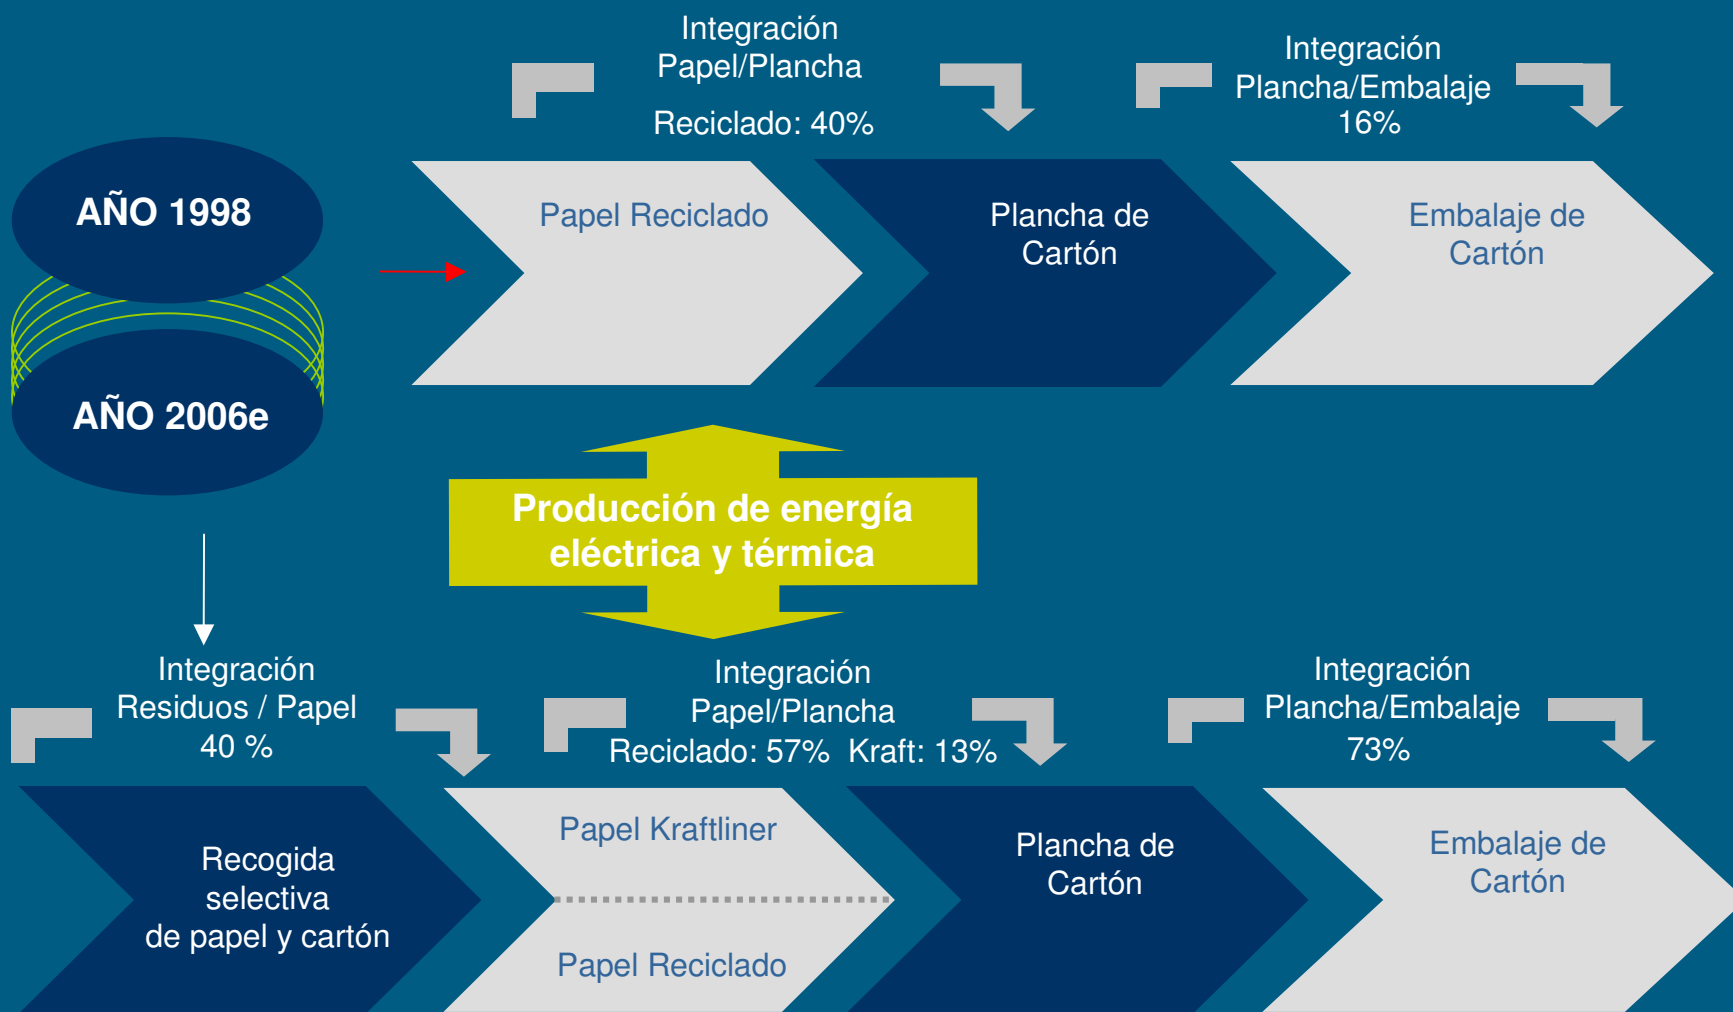 Integración
Papel/Plancha
Reciclado: 40%
Integración
Plancha/Embalaje
16%
AÑO 1998
Papel Reciclado
Plancha de
Cartón
Embalaje de
Cartón
AÑO 2006e
Producción de energía
eléctrica y térmica
Integración
Residuos / Papel
40 %
Integración
Papel/Plancha
Reciclado: 57%  Kraft: 13%
Integración
Plancha/Embalaje
73%
Recogida
selectiva
de papel y cartón
Papel Kraftliner
Papel Reciclado
Plancha de
Cartón
Embalaje de
Cartón